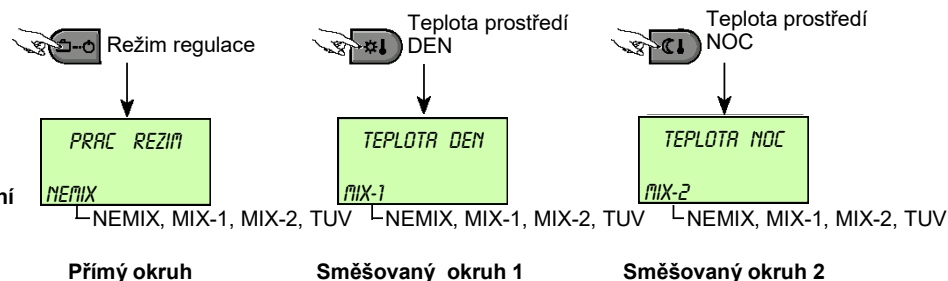 Režim regulace
Teplota prostředí
DEN
Teplota prostředí
NOC
PRAC REZIM
NEMIX
TEPLOTA DEN
MIX-1
TEPLOTA NOC
MIX-2
ní
NEMIX, MIX-1, MIX-2, TUV
NEMIX, MIX-1, MIX-2, TUV
NEMIX, MIX-1, MIX-2, TUV
Přímý okruh
Směšovaný okruh 1
Směšovaný okruh 2